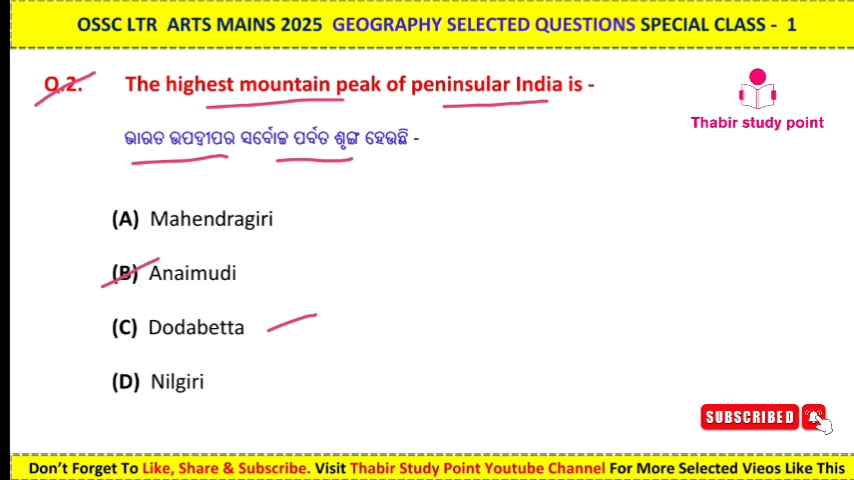 OSSC LTR ARTS MAINS 2025 GEOGRAPHY SELECTED QUESTIONS SPECIAL CLASS - 1
Q.2. The highest mountain peak of peninsular India is -
Thabir study point
ଭାରତ ଉପଦ୍ୱୀପର ସର୍ବୋଚ୍ଚ ପର୍ବତ ଶୃଙ୍ଗ ହେଉଛି -
(A) Mahendragiri
(B) Anaimudi
(C) Dodabetta
(D) Nilgiri
SUBSCRIBED
Don't Forget To Like, Share & Subscribe. Visit Thabir Study Point Youtube Channel For More Selected Vieos Like This